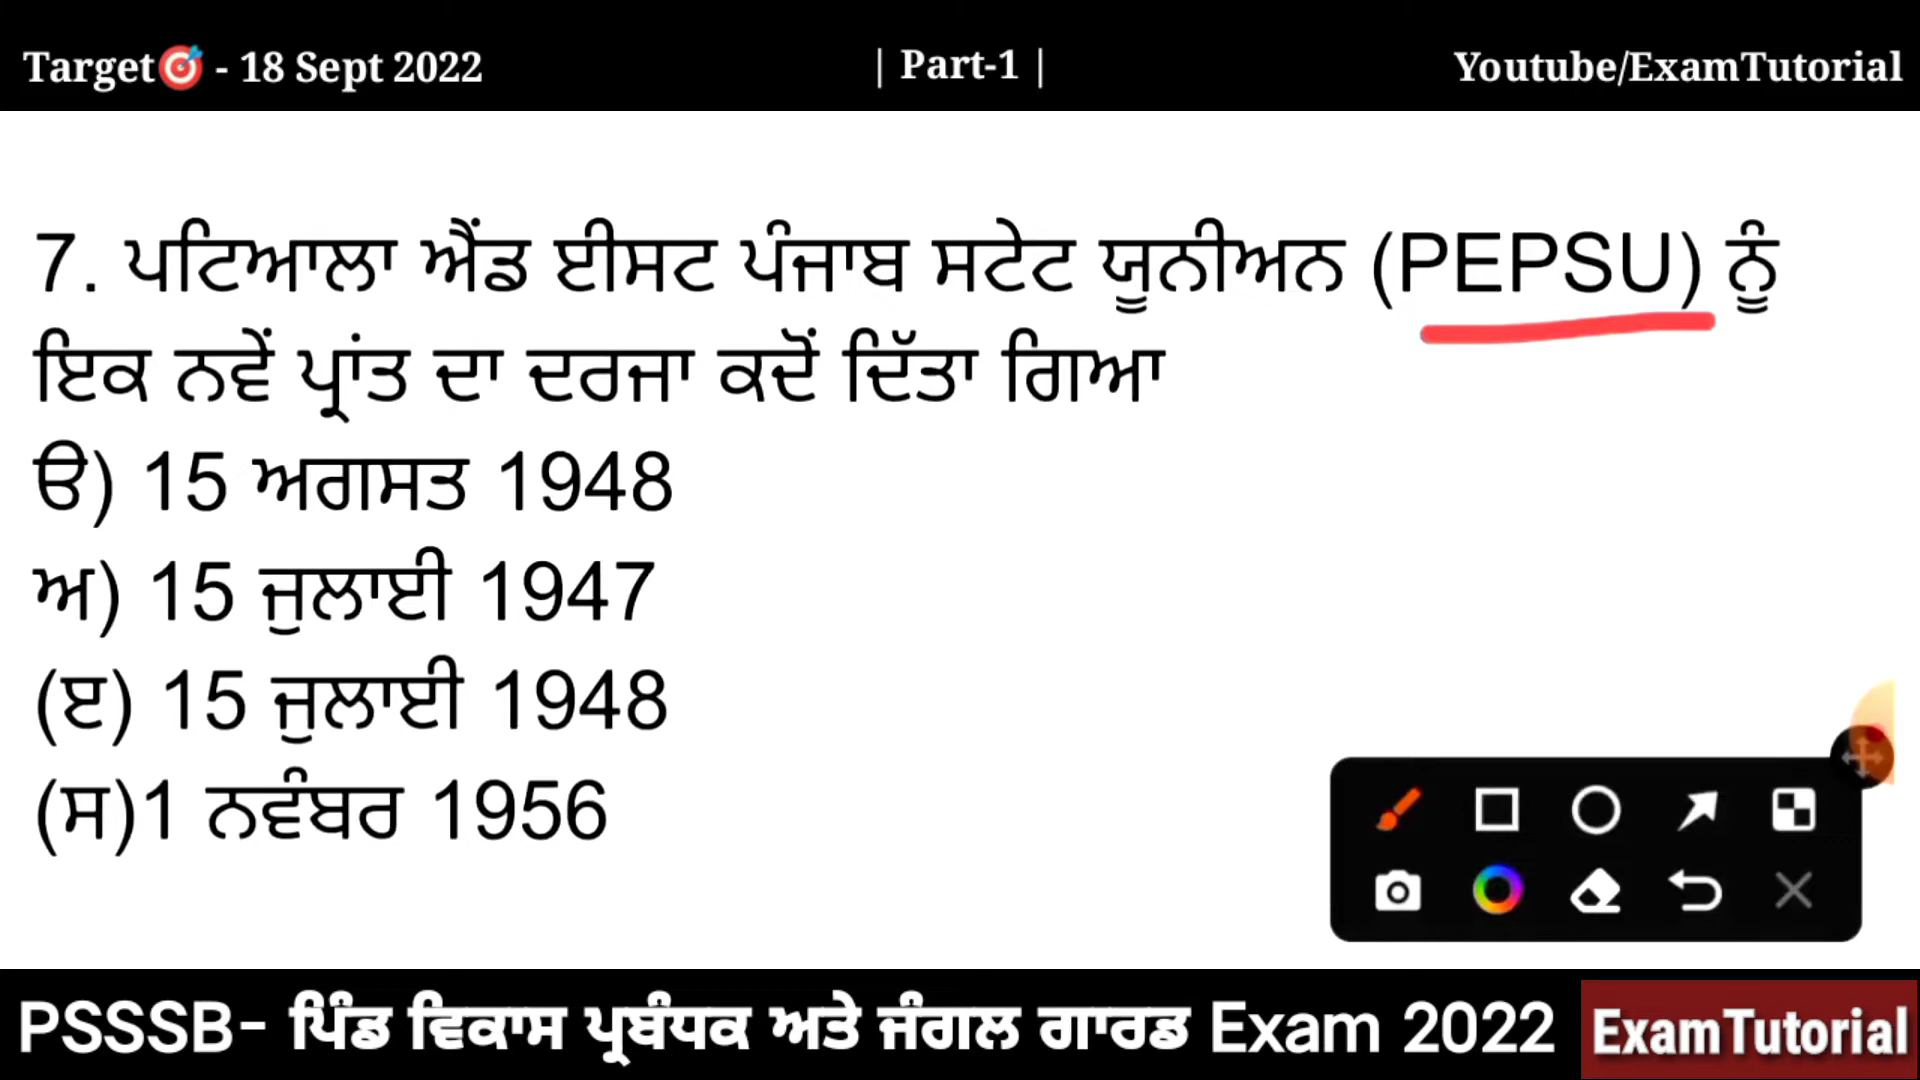 Target🎯 - 18 Sept 2022
| Part-1 |
Youtube/ExamTutorial
7. ਪਟਿਆਲਾ ਐਂਡ ਈਸਟ ਪੰਜਾਬ ਸਟੇਟ ਯੂਨੀਅਨ (PEPSU) ਨੂੰ
ਇਕ ਨਵੇਂ ਪ੍ਰਾਂਤ ਦਾ ਦਰਜਾ ਕਦੋਂ ਦਿੱਤਾ ਗਿਆ
ੳ) 15 ਅਗਸਤ 1948
ਅ) 15 ਜੁਲਾਈ 1947
(ੲ) 15 ਜੁਲਾਈ 1948
(ਸ)1 ਨਵੰਬਰ 1956
PSSSB- ਪਿੰਡ ਵਿਕਾਸ ਪ੍ਰਬੰਧਕ ਅਤੇ ਜੰਗਲ ਗਾਰਡ Exam 2022
ExamTutorial